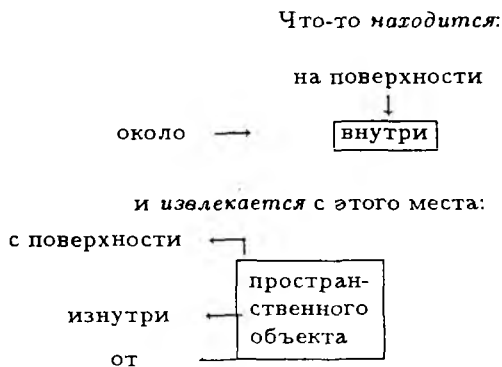 Что-то находится:
на поверхности
около внутри
и извлекается с этого места:
с поверхности
простран-
ственного
изнутри
объекта
от